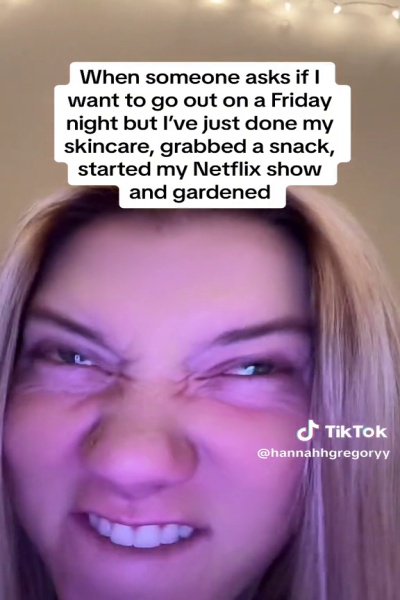 When someone asks if I
want to go out on a Friday
night but I’ve just done my
skincare, grabbed a snack,
started my Netflix show
and gardened
TikTok
@hannahhgregoryy